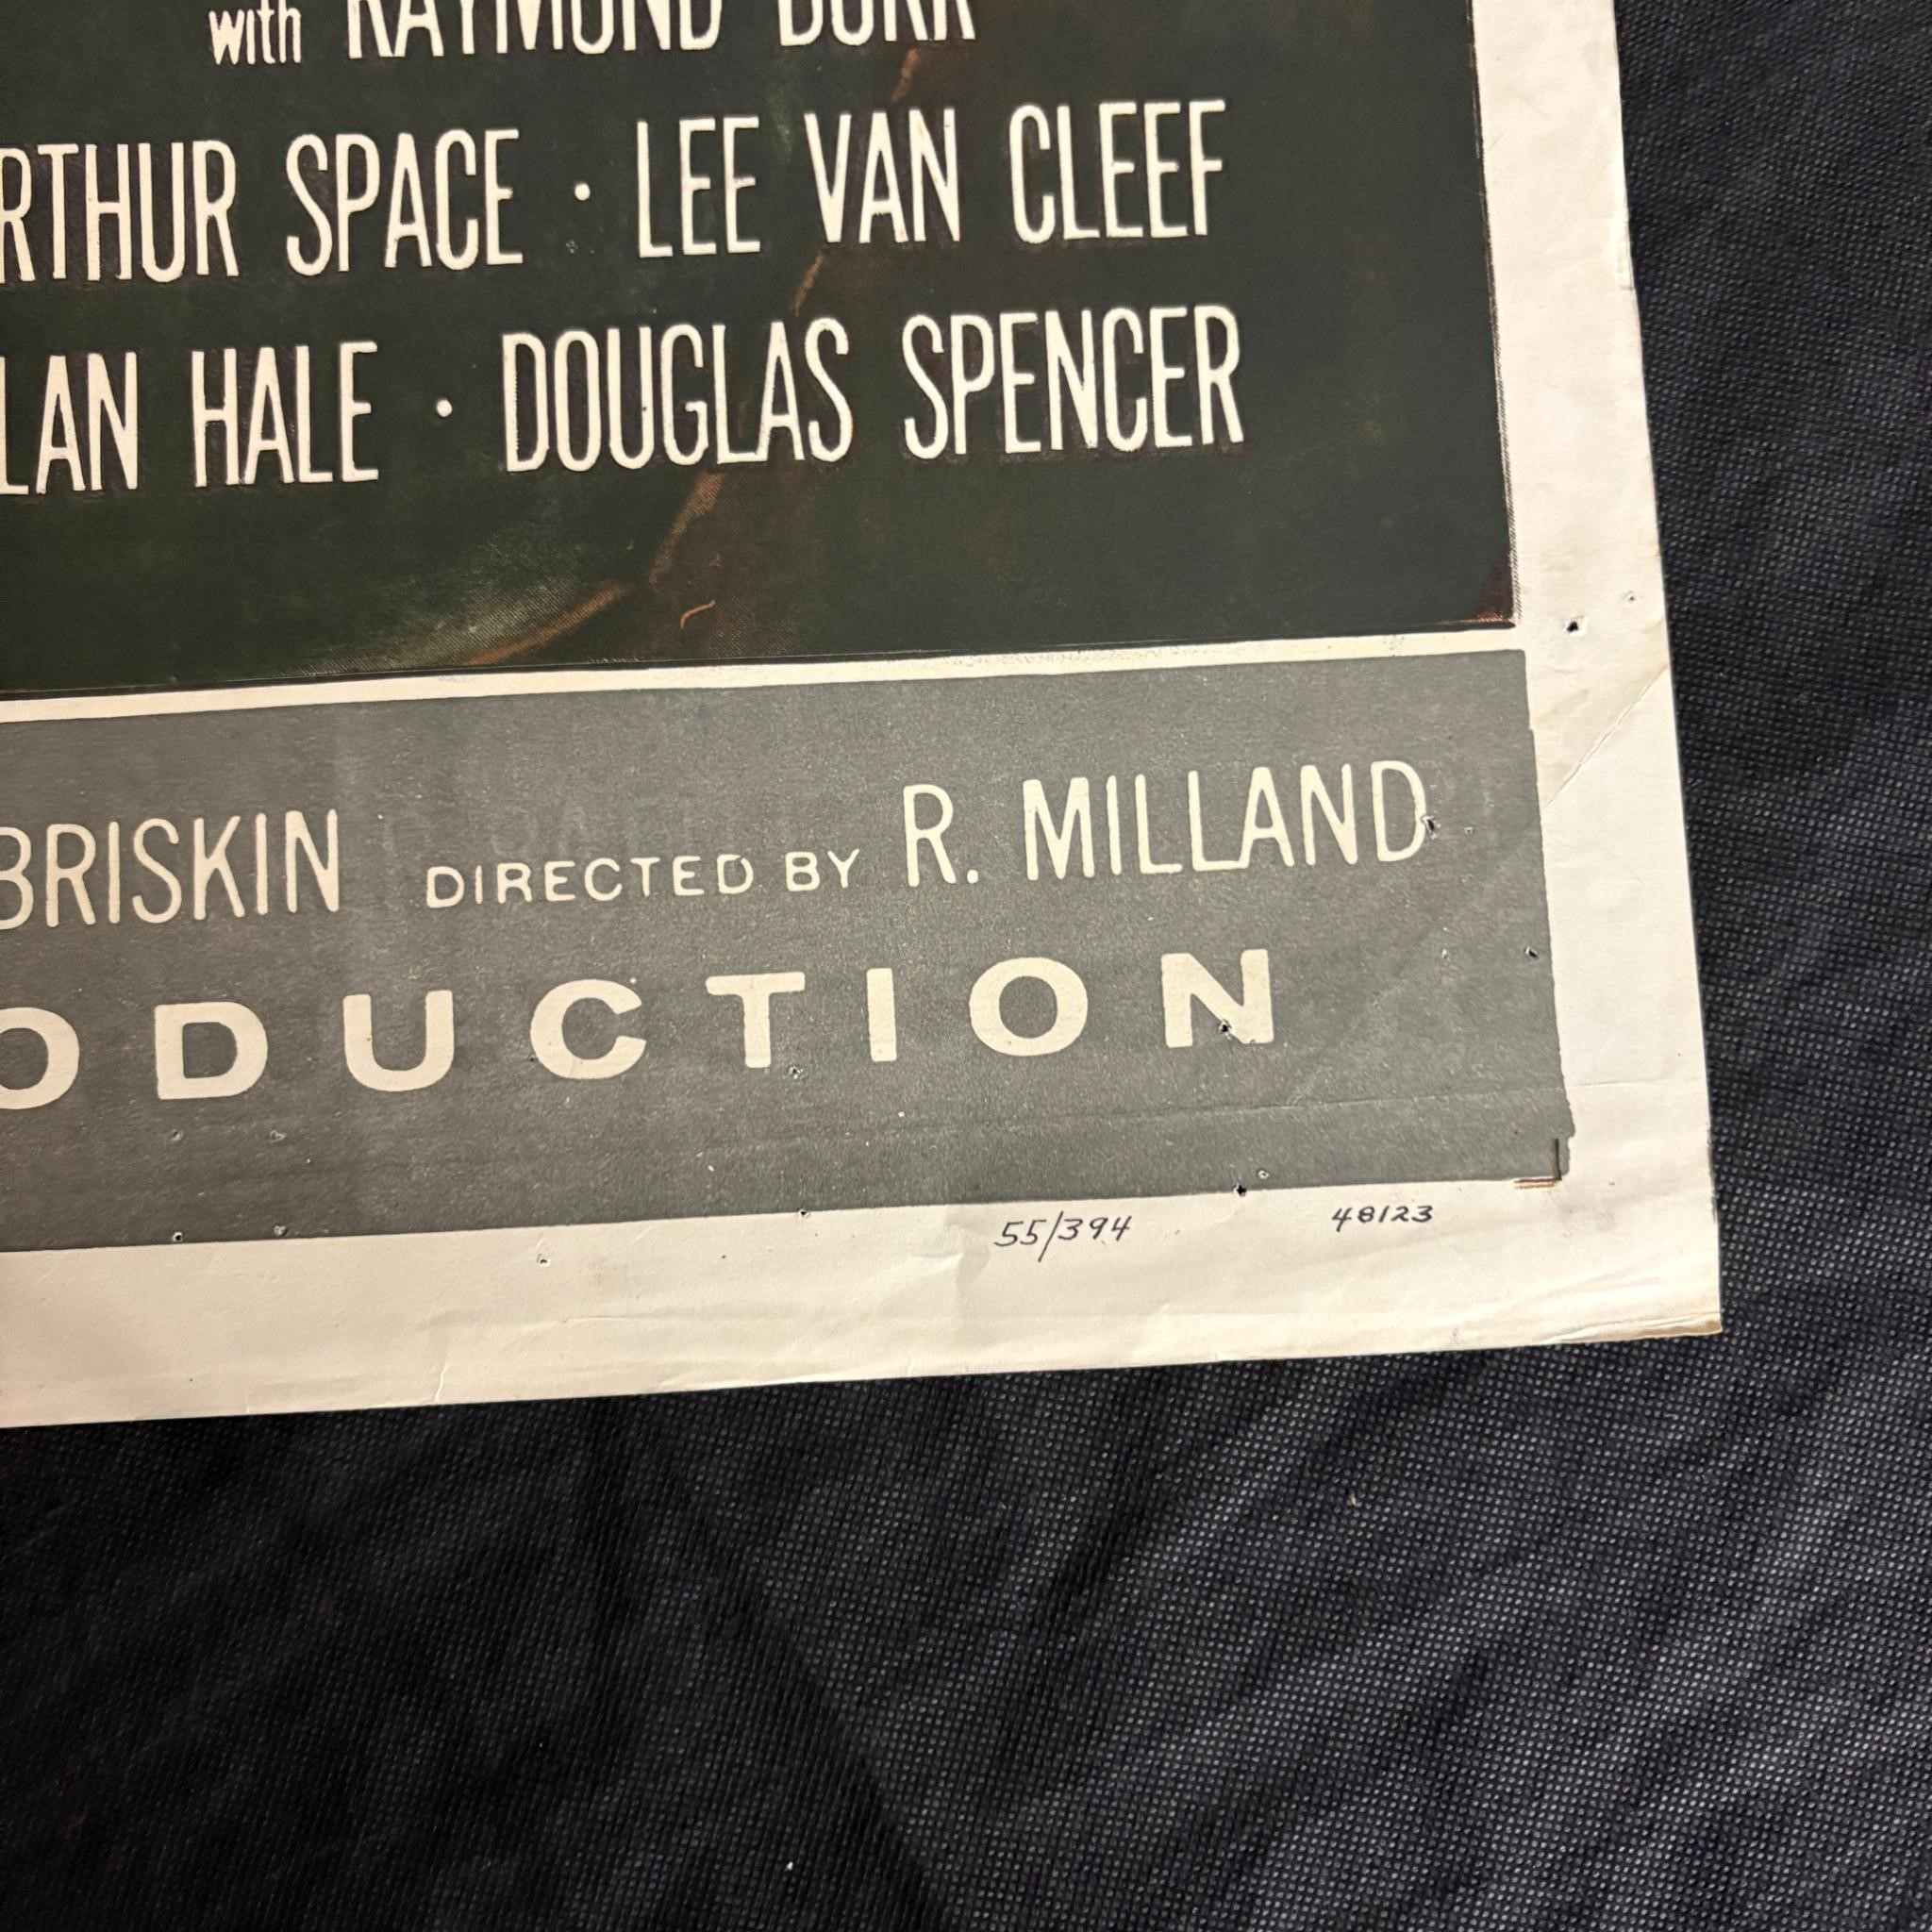 with RAYMOND BURR
RTHUR SPACE · LEE VAN CLEEF
LAN HALE · DOUGLAS SPENCER
BRISKIN DIRECTED BY R. MILLAND
ODUCTION
55/394 48123